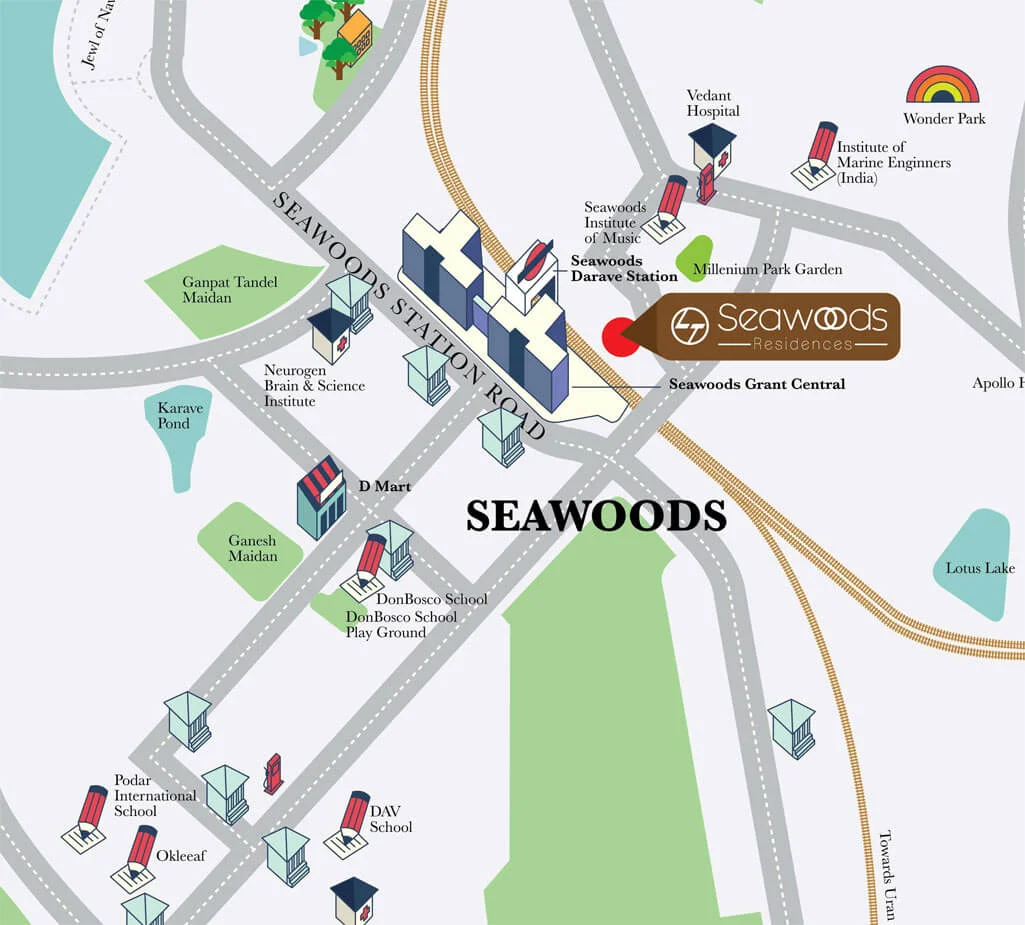 Jewl of Nav
Vedant
Hospital
Wonder Park
Institute of
Marine Enginners
(India)
Seawoods
Institute
of Music
SEAWOODS STATION ROAD
Seawoods
Darave Station
Millenium Park Garden
Ganpat Tandel
Maidan
LT Seawoods
Residences
Neurogen
Brain & Science
Institute
Seawoods Grant Central
Apollo H
Karave
Pond
D Mart
SEAWOODS
Ganesh
Maidan
Lotus Lake
DonBosco School
DonBosco School
Play Ground
Podar
International
School
DAV
School
Okleeaf
Towards Uran